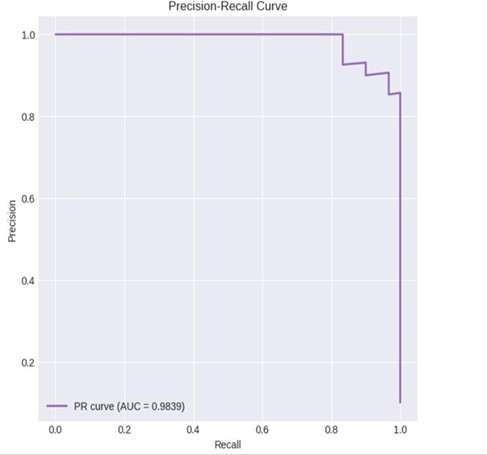 Precision-Recall Curve
1.0
0.8
0.6
0.4
0.2
Precision
PR curve (AUC = 0.9839)
0.0 0.2 0.4 0.6 0.8 1.0
Recall